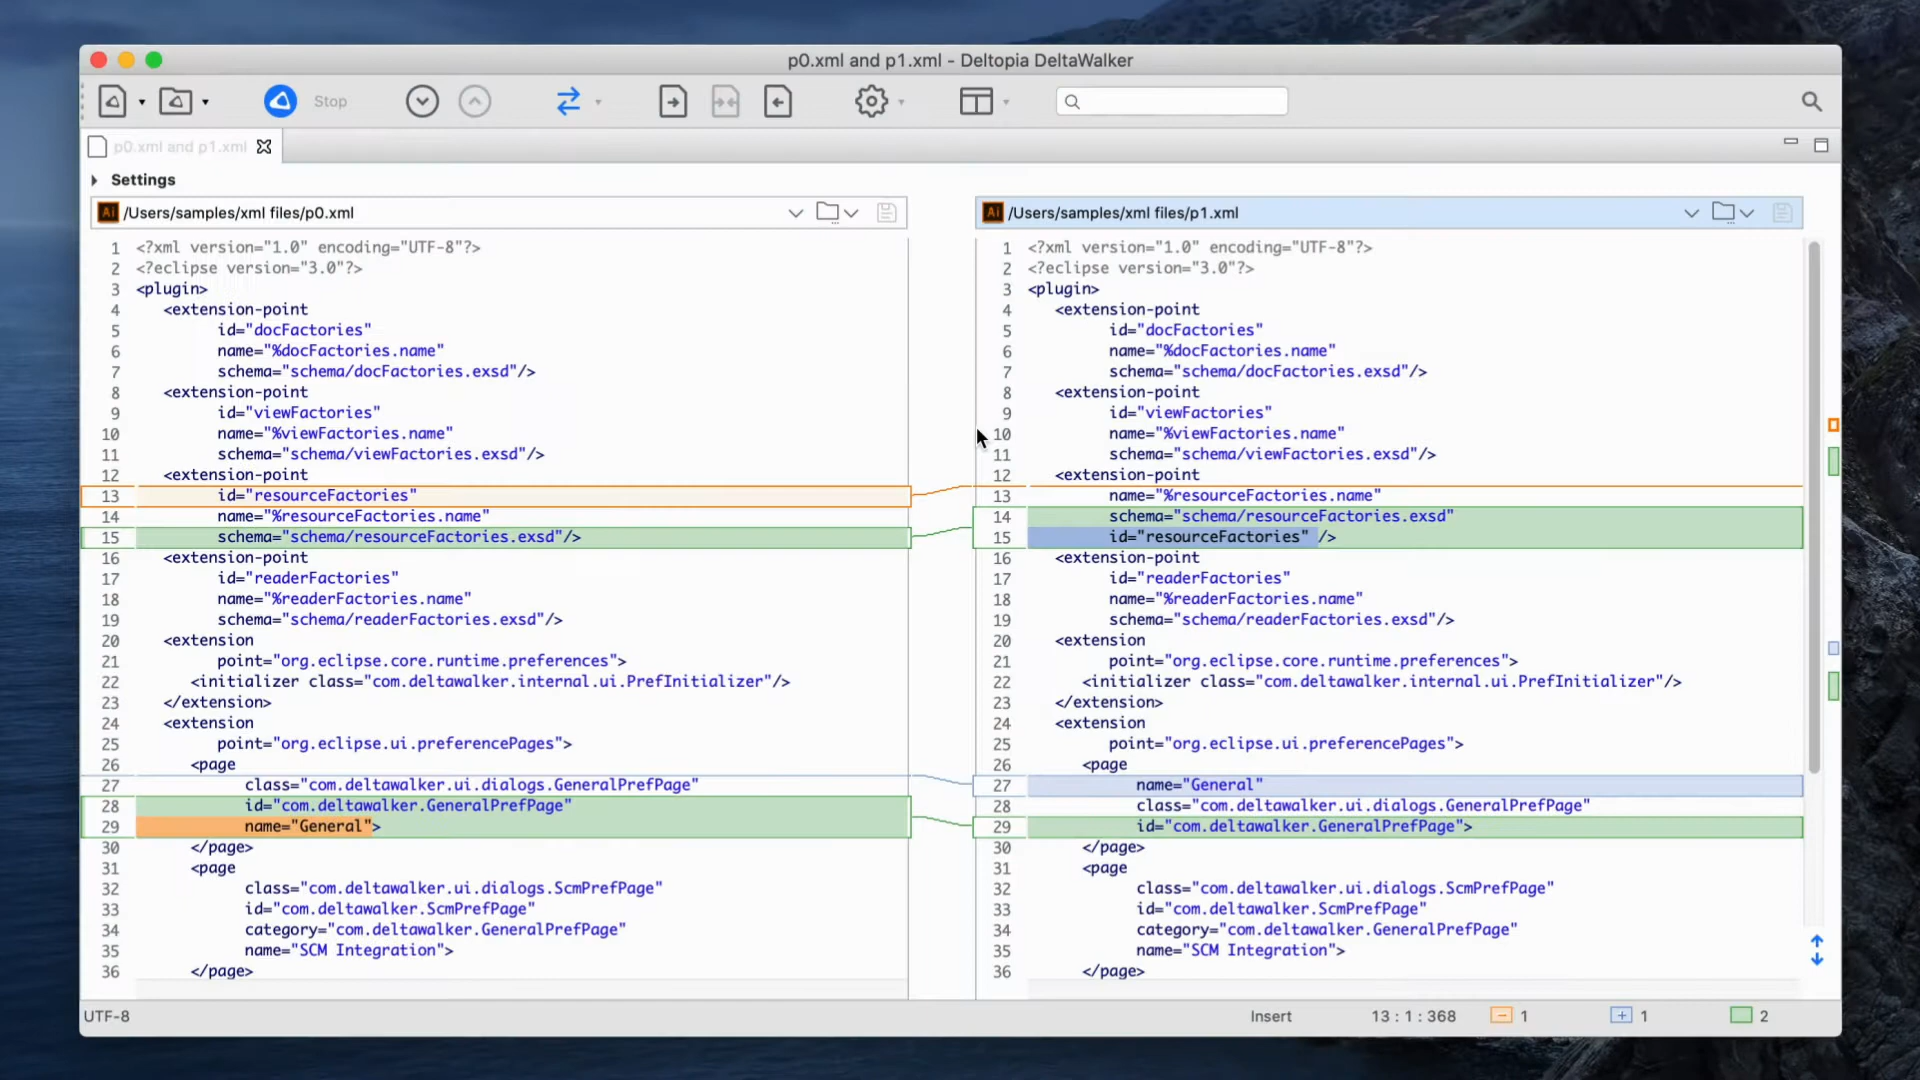 p0.xml and p1.xml - Deltopia DeltaWalker
Stop
p0.xml and p1.xml
Settings
Ai /Users/samples/xml files/p0.xml
1 <?xml version="1.0" encoding="UTF-8"?>
2 <?eclipse version="3.0"?>
3 <plugin>
4 <extension-point
5 id="docFactories"
6 name="%docFactories.name"
7 schema="schema/docFactories.exsd"/>
8 <extension-point
9 id="viewFactories"
10 name="%viewFactories.name"
11 schema="schema/viewFactories.exsd"/>
12 <extension-point
13 id="resourceFactories"
14 name="%resourceFactories.name"
15 schema="schema/resourceFactories.exsd"/>
16 <extension-point
17 id="readerFactories"
18 name="%readerFactories.name"
19 schema="schema/readerFactories.exsd"/>
20 <extension
21 point="org.eclipse.core.runtime.preferences">
22 <initializer class="com.deltawalker.internal.ui.PrefInitializer"/>
23 </extension>
24 <extension
25 point="org.eclipse.ui.preferencePages">
26 <page
27 class="com.deltawalker.ui.dialogs.GeneralPrefPage"
28 id="com.deltawalker.GeneralPrefPage"
29 name="General">
30 </page>
31 <page
32 class="com.deltawalker.ui.dialogs.ScmPrefPage"
33 id="com.deltawalker.ScmPrefPage"
34 category="com.deltawalker.GeneralPrefPage"
35 name="SCM Integration">
36 </page>
Ai /Users/samples/xml files/p1.xml
1 <?xml version="1.0" encoding="UTF-8"?>
2 <?eclipse version="3.0"?>
3 <plugin>
4 <extension-point
5 id="docFactories"
6 name="%docFactories.name"
7 schema="schema/docFactories.exsd"/>
8 <extension-point
9 id="viewFactories"
10 name="%viewFactories.name"
11 schema="schema/viewFactories.exsd"/>
12 <extension-point
13 name="%resourceFactories.name"
14 schema="schema/resourceFactories.exsd"
15 id="resourceFactories" />
16 <extension-point
17 id="readerFactories"
18 name="%readerFactories.name"
19 schema="schema/readerFactories.exsd"/>
20 <extension
21 point="org.eclipse.core.runtime.preferences">
22 <initializer class="com.deltawalker.internal.ui.PrefInitializer"/>
23 </extension>
24 <extension
25 point="org.eclipse.ui.preferencePages">
26 <page
27 name="General"
28 class="com.deltawalker.ui.dialogs.GeneralPrefPage"
29 id="com.deltawalker.GeneralPrefPage">
30 </page>
31 <page
32 class="com.deltawalker.ui.dialogs.ScmPrefPage"
33 id="com.deltawalker.ScmPrefPage"
34 category="com.deltawalker.GeneralPrefPage"
35 name="SCM Integration">
36 </page>
UTF-8 Insert 13 : 1 : 368 1 1 2